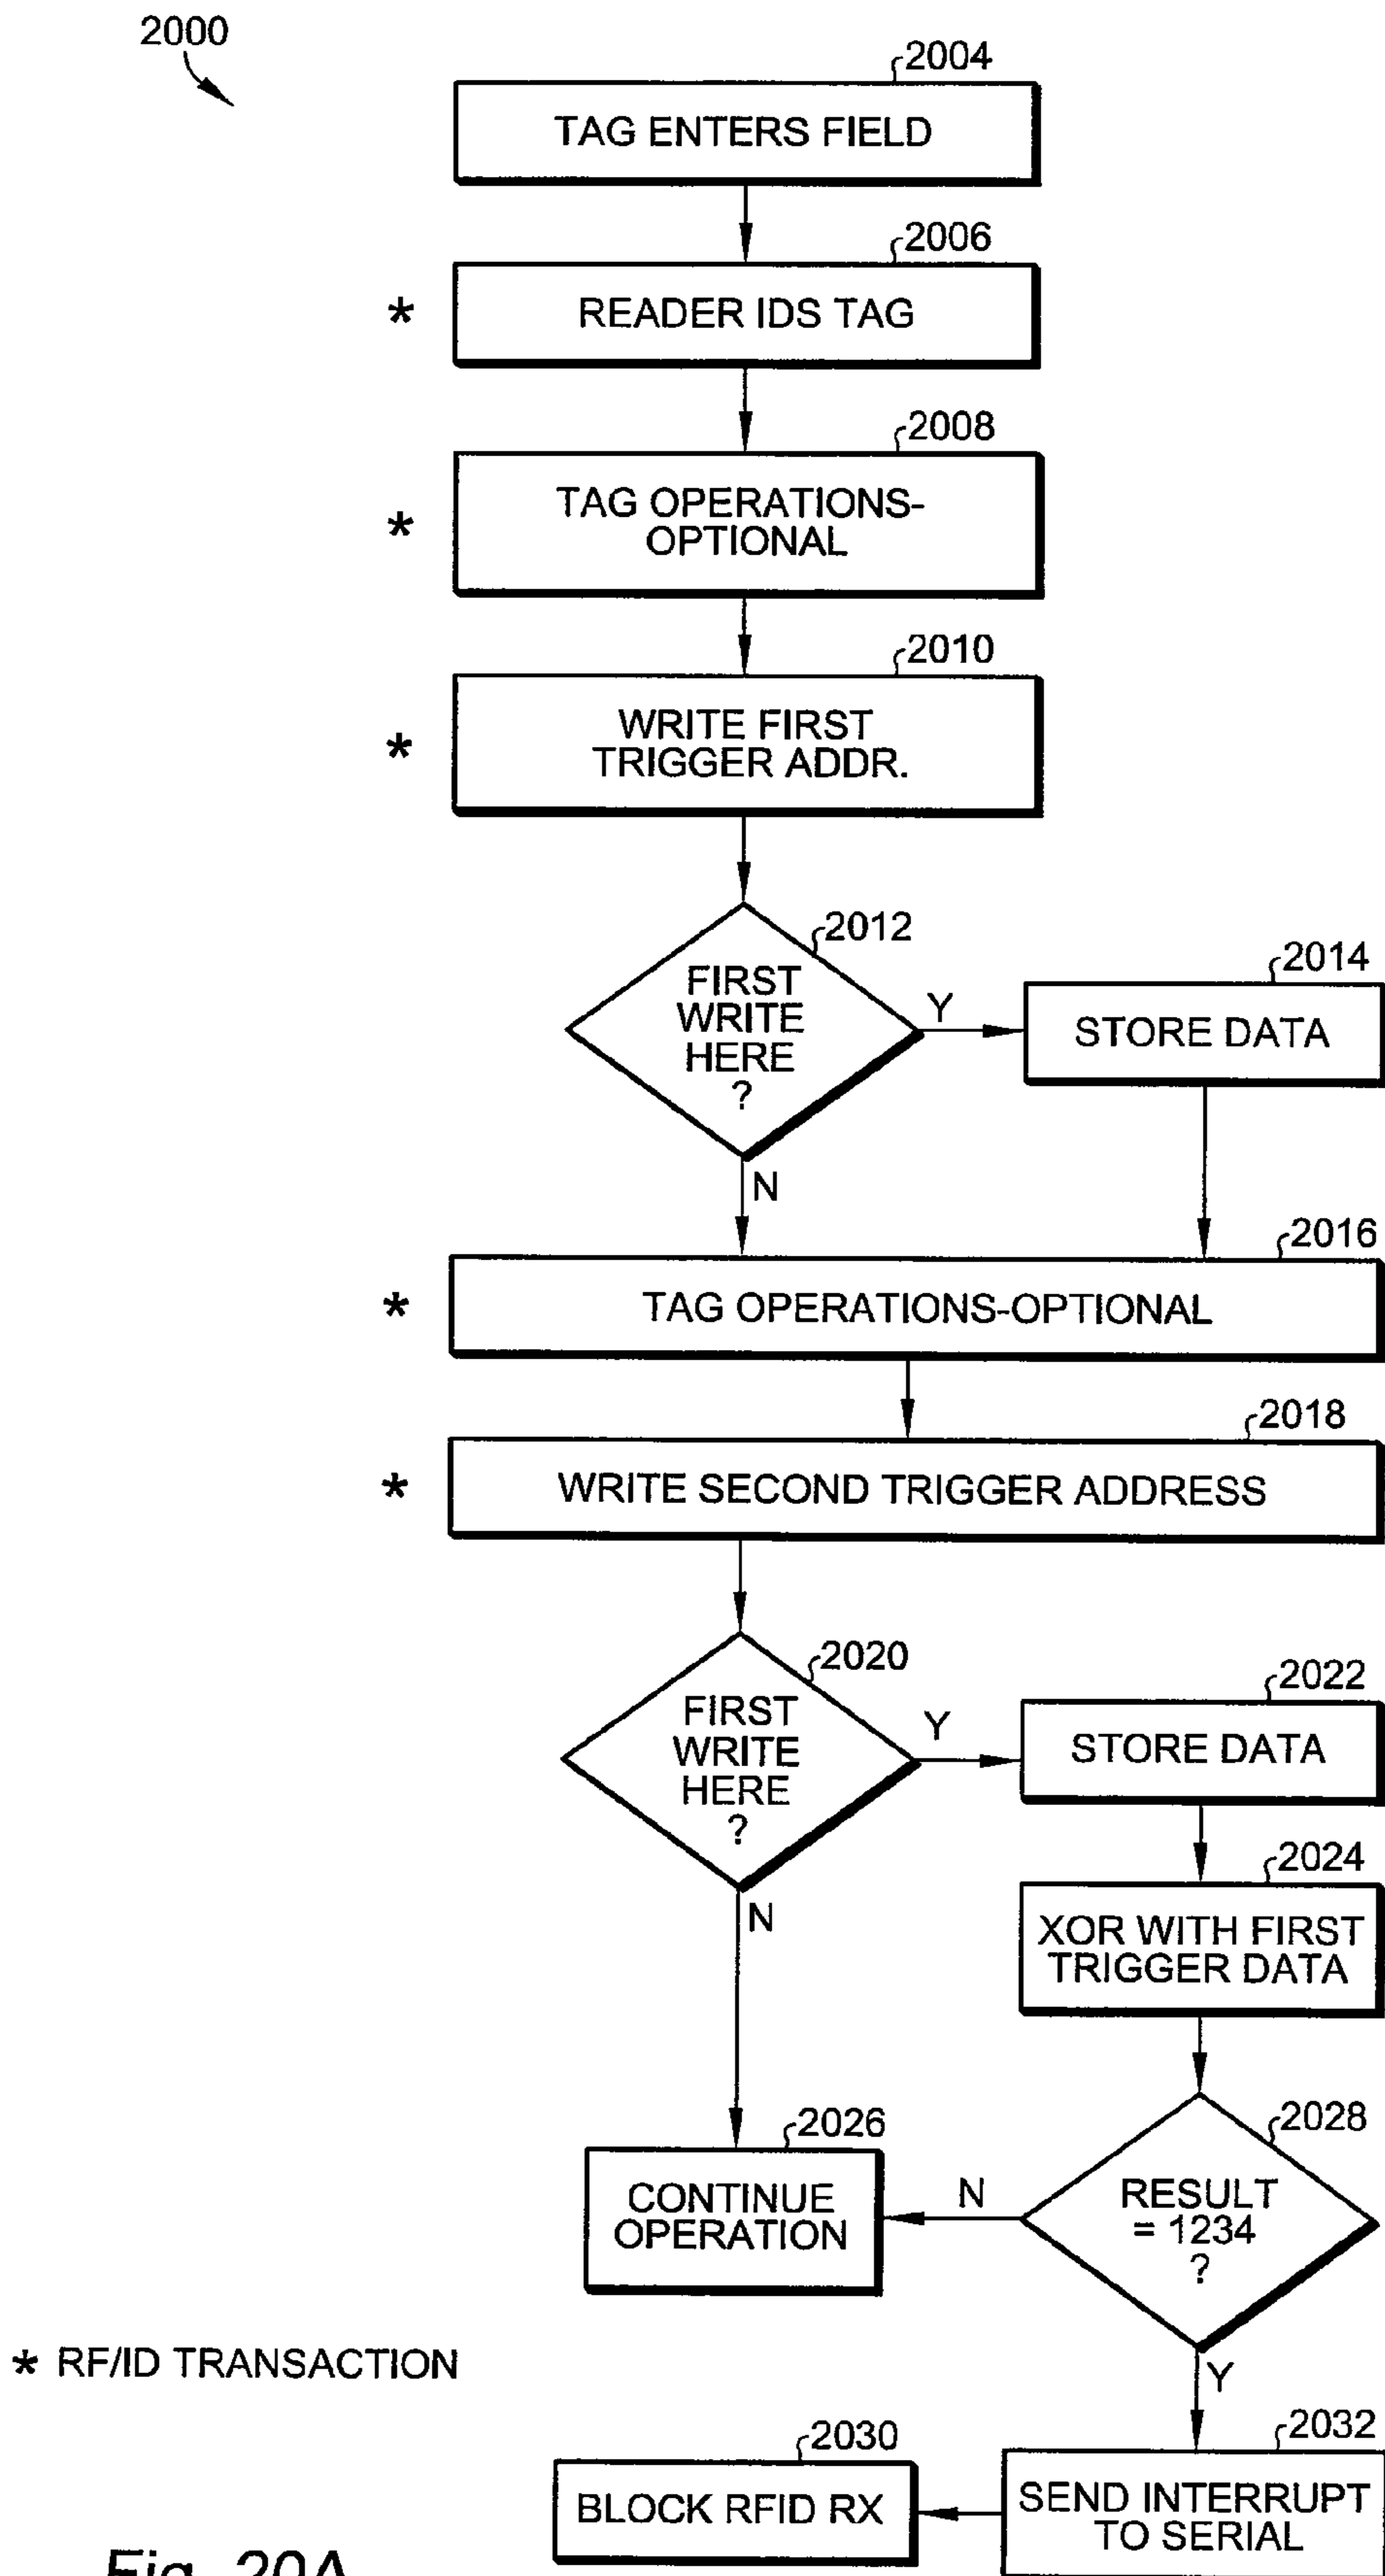 2000
2004
TAG ENTERS FIELD
2006
* READER IDS TAG
2008
* TAG OPERATIONS-
OPTIONAL
2010
* WRITE FIRST
TRIGGER ADDR.
2012
FIRST
WRITE
HERE
?
Y
2014
STORE DATA
N
2016
* TAG OPERATIONS-OPTIONAL
2018
* WRITE SECOND TRIGGER ADDRESS
2020
FIRST
WRITE
HERE
?
Y
2022
STORE DATA
2024
XOR WITH FIRST
TRIGGER DATA
N
2026
CONTINUE
OPERATION
N
2028
RESULT
= 1234
?
Y
* RF/ID TRANSACTION
2030
BLOCK RFID RX
2032
SEND INTERRUPT
TO SERIAL
Fig. 20A